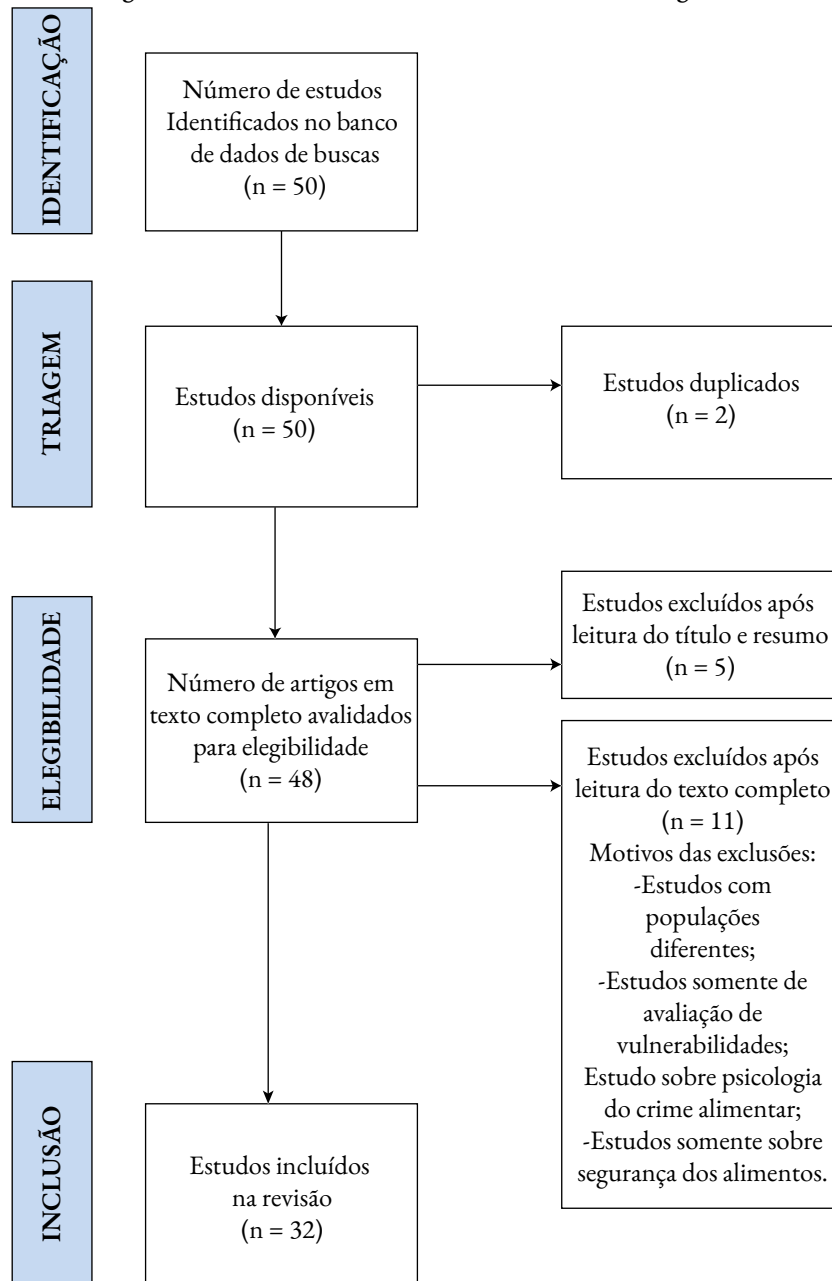 IDENTIFICAÇÃO
Número de estudos
Identificados no banco
de dados de buscas
(n = 50)
TRIAGEM
Estudos disponíveis
(n = 50)
Estudos duplicados
(n = 2)
ELEGIBILIDADE
Número de artigos em
texto completo avalidados
para elegibilidade
(n = 48)
Estudos excluídos após
leitura do título e resumo
(n = 5)
Estudos excluídos após
leitura do texto completo
(n = 11)
Motivos das exclusões:
-Estudos com
populações
diferentes;
-Estudos somente de
avaliação de
vulnerabilidades;
Estudo sobre psicologia
do crime alimentar;
-Estudos somente sobre
segurança dos alimentos.
INCLUSÃO
Estudos incluídos
na revisão
(n = 32)